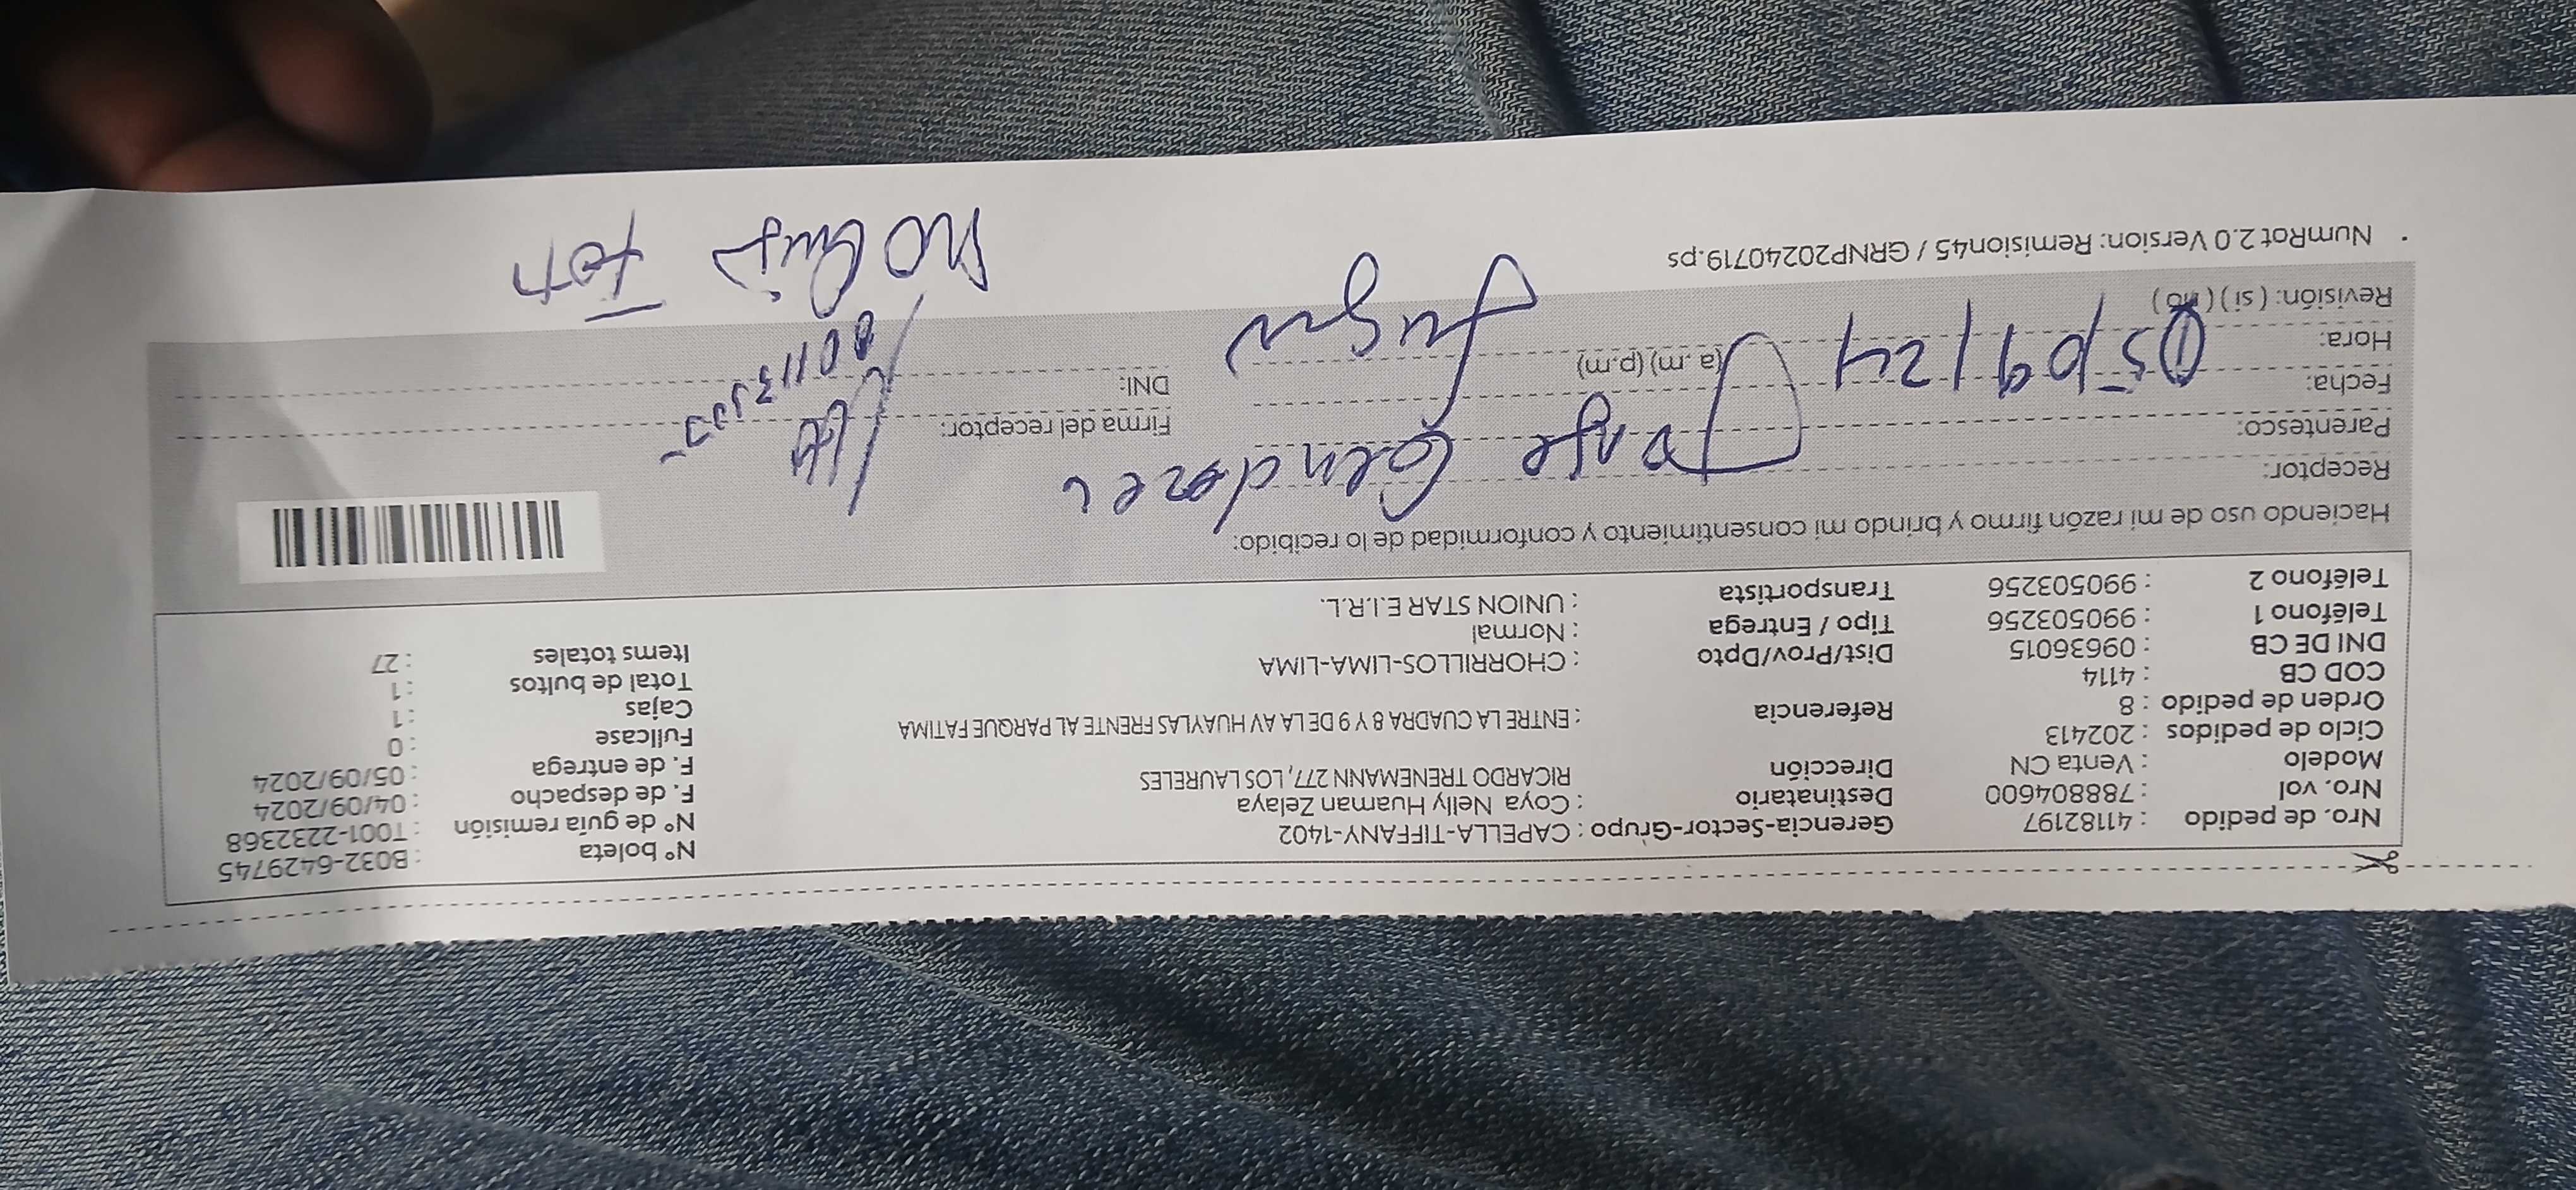 Nro. de pedido : 41182197 Gerencia-Sector-Grupo : CAPELLA-TIFFANY-1402 N° boleta : B032-6429745
Nro. vol : 788804600 Destinatario : Coya Nelly Huaman Zelaya N° de guía remisión : T001-2232368
Modelo : Venta CN Dirección RICARDO TRENEMANN 277, LOS LAURELES F. de despacho : 04/09/2024
Ciclo de pedidos : 202413 F. de entrega : 05/09/2024
Orden de pedido : 8 Referencia : ENTRE LA CUADRA 8 Y 9 DE LA AV HUAYLAS FRENTE AL PARQUE FATIMA Fullcase : 0
COD CB : 4114 Cajas : 1
DNI DE CB : 09636015 Dist/Prov/Dpto : CHORRILLOS-LIMA-LIMA Total de bultos : 1
Teléfono 1 : 990503256 Tipo / Entrega : Normal Items totales : 27
Teléfono 2 : 990503256 Transportista : UNION STAR E.I.R.L.
Haciendo uso de mi razón firmo y brindo mi consentimiento y conformidad de lo recibido:
Receptor: Jorge
Parentesco: Firma del receptor:
Fecha: 05/09/24 DNI:
Hora: (a. m) (p.m)
Revisión: ( si ) ( no )
NumRot 2.0 Version: Remision45 / GRNP20240719.ps
no